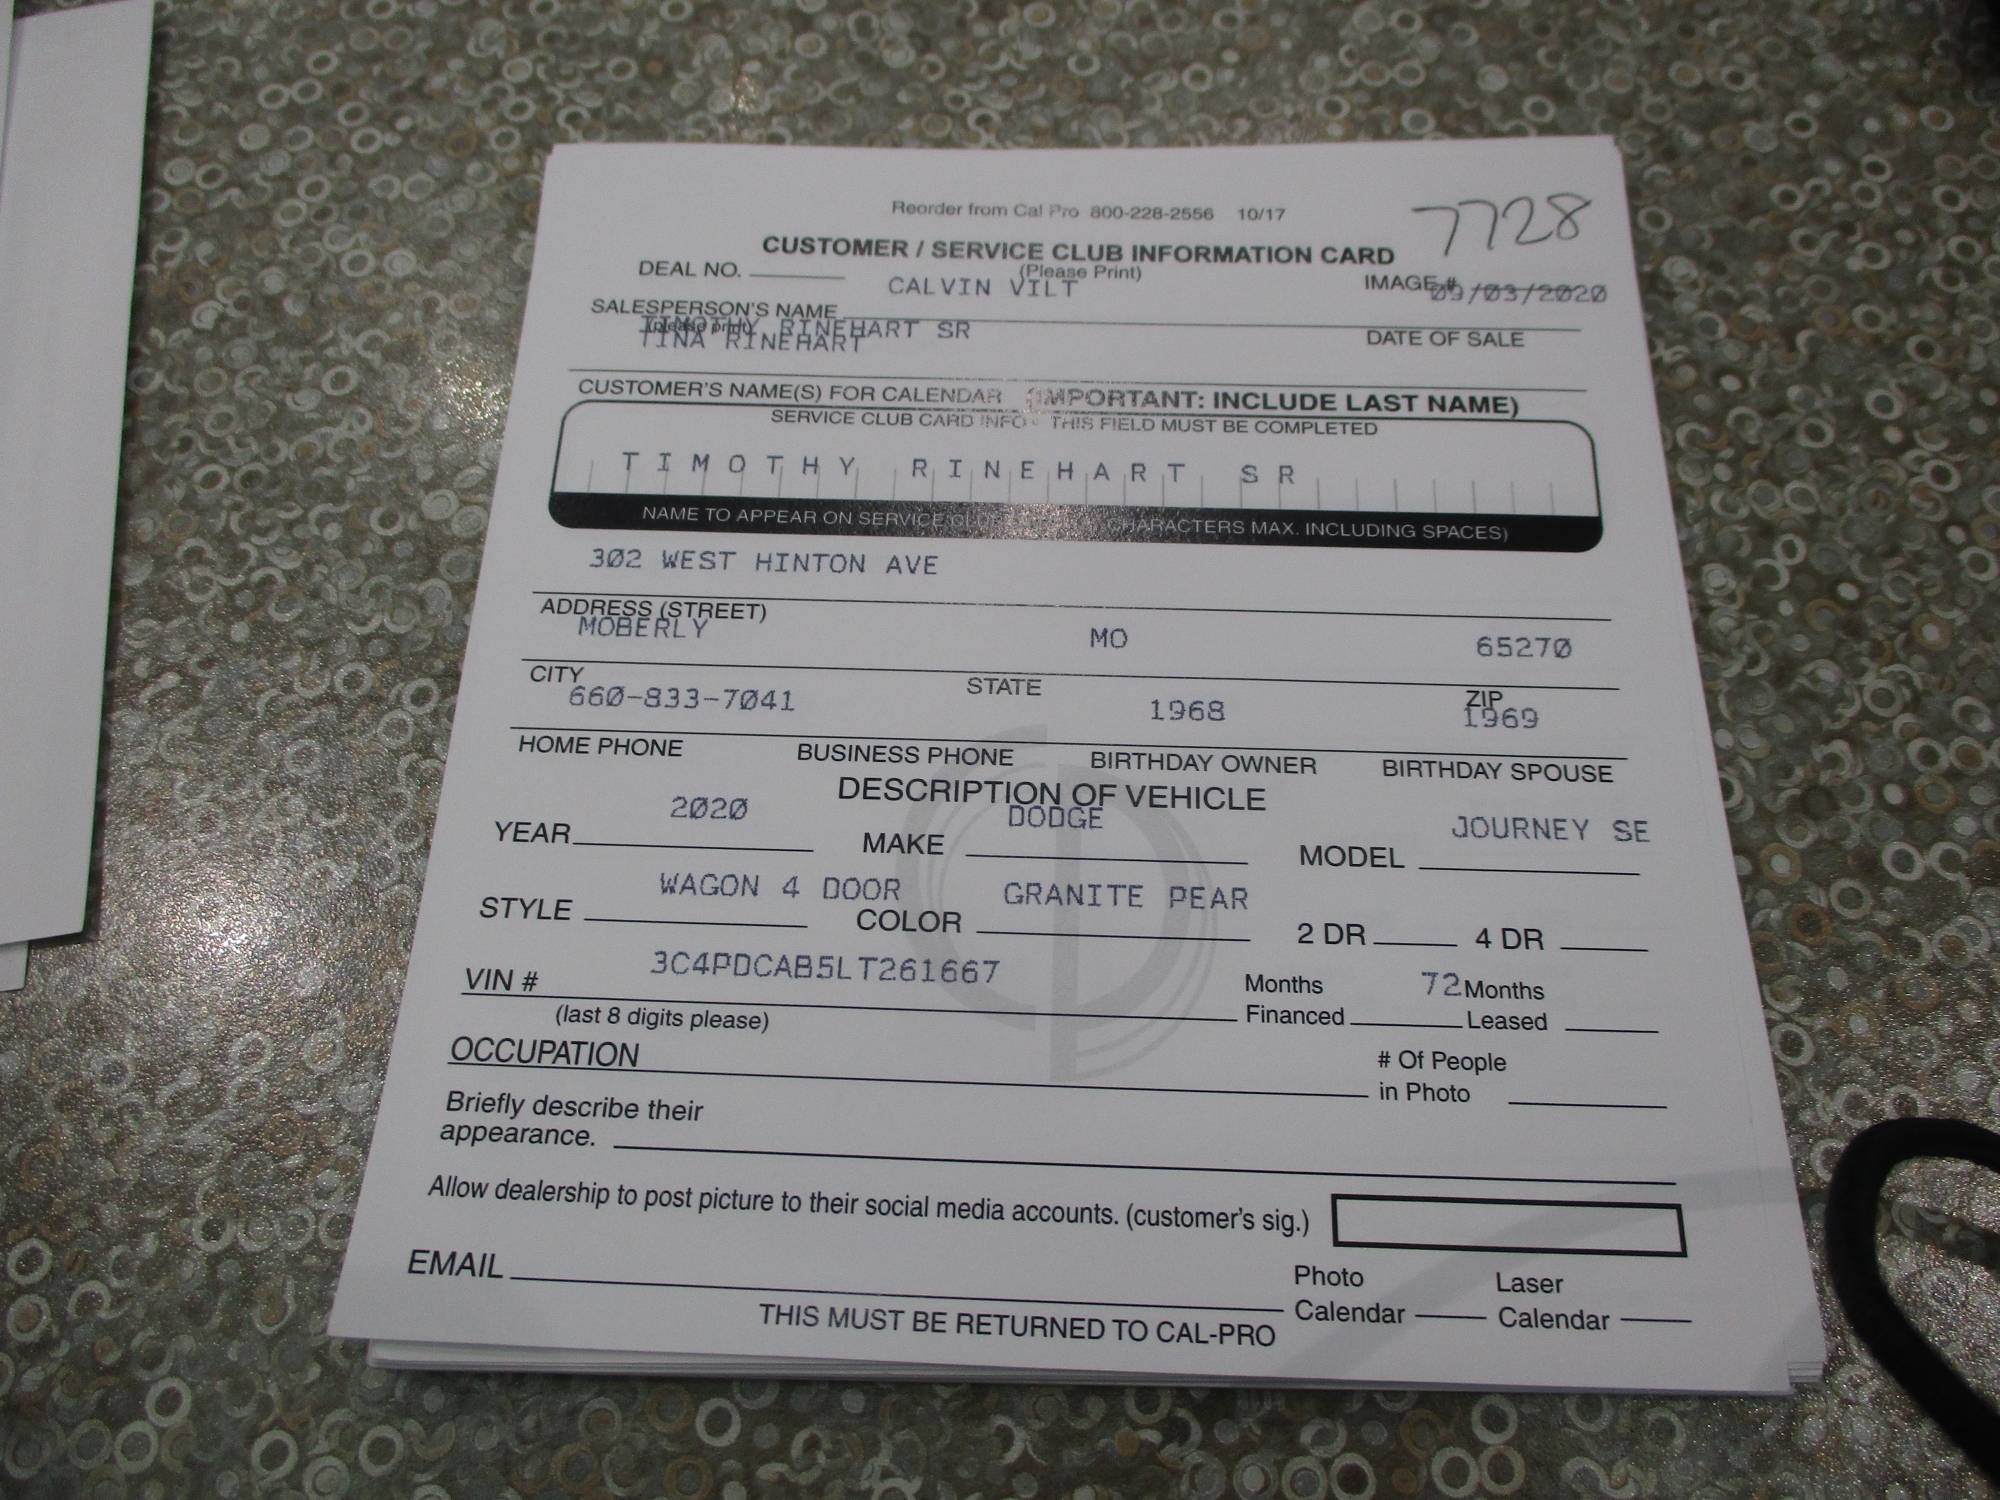 Reorder from Cal Pro 800-228-2556 10/17
7728
CUSTOMER / SERVICE CLUB INFORMATION CARD
(Please Print)
DEAL NO.
IMAGE #
CALVIN VILT
09/03/2020
SALESPERSON'S NAME
(please print)
DATE OF SALE
TIMOTHY RINEHART SR
TINA RINEHART
CUSTOMER'S NAME(S) FOR CALENDAR (IMPORTANT: INCLUDE LAST NAME)
SERVICE CLUB CARD INFO - THIS FIELD MUST BE COMPLETED
TIMOTHY RINEHART SR
NAME TO APPEAR ON SERVICE CLUB CHARACTERS MAX. INCLUDING SPACES)
302 WEST HINTON AVE
ADDRESS (STREET)
MOBERLY MO 65270
CITY STATE ZIP
660-833-7041 1968 1969
HOME PHONE BUSINESS PHONE BIRTHDAY OWNER BIRTHDAY SPOUSE
DESCRIPTION OF VEHICLE
2020 DODGE JOURNEY SE
YEAR MAKE MODEL
WAGON 4 DOOR GRANITE PEAR
STYLE COLOR 2 DR 4 DR
3C4PDCAB5LT261667 72
VIN # Months Financed Months Leased
(last 8 digits please)
OCCUPATION # Of People in Photo
Briefly describe their
appearance.
Allow dealership to post picture to their social media accounts. (customer's sig.)
EMAIL Photo Calendar Laser Calendar
THIS MUST BE RETURNED TO CAL-PRO